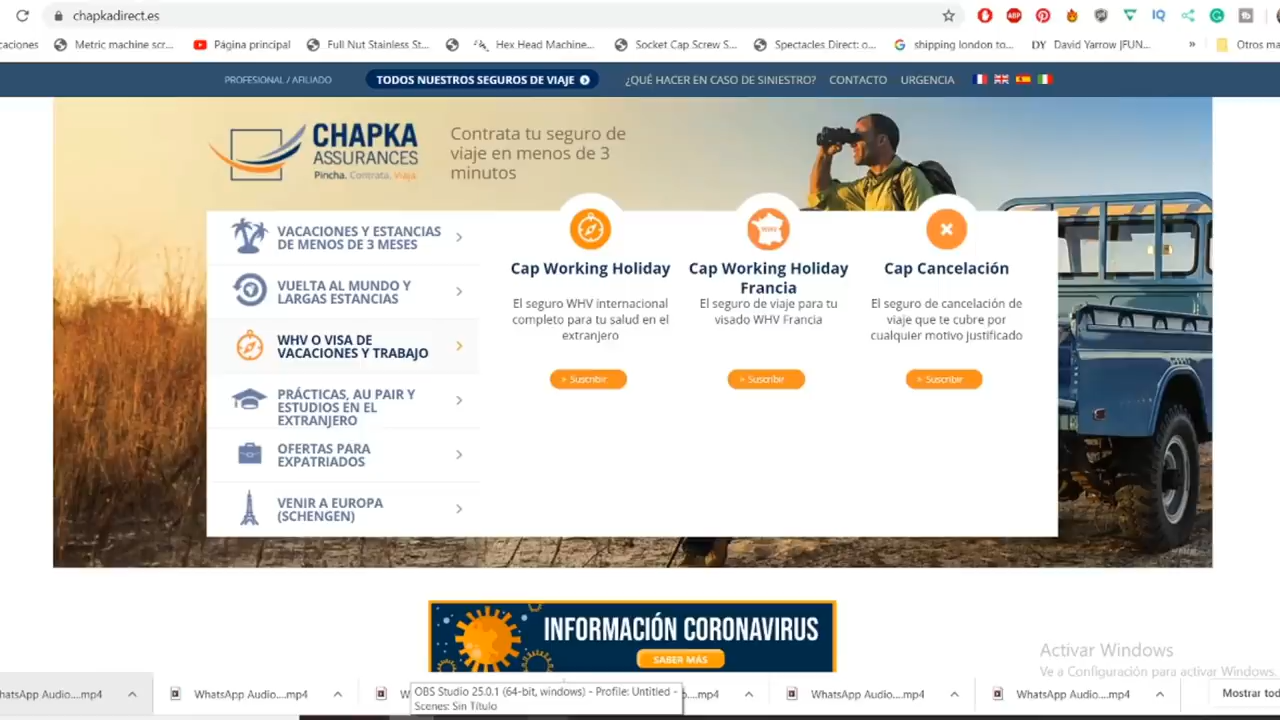 chapkadirect.es
ABP
IQ
caciones
Metric machine scr...
Página principal
Full Nut Stainless St...
Hex Head Machine...
Socket Cap Screw S...
Spectacles Direct: o...
shipping london to...
DY David Yarrow |FUN...
»
Otros ma
PROFESIONAL / AFILIADO
TODOS NUESTROS SEGUROS DE VIAJE
¿QUÉ HACER EN CASO DE SINIESTRO?
CONTACTO
URGENCIA
CHAPKA
ASSURANCES
Pincha. Contrata. Viaja.
Contrata tu seguro de
viaje en menos de 3
minutos
VACACIONES Y ESTANCIAS
DE MENOS DE 3 MESES
VUELTA AL MUNDO Y
LARGAS ESTANCIAS
WHV O VISA DE
VACACIONES Y TRABAJO
PRÁCTICAS, AU PAIR Y
ESTUDIOS EN EL
EXTRANJERO
OFERTAS PARA
EXPATRIADOS
VENIR A EUROPA
(SCHENGEN)
Cap Working Holiday
El seguro WHV internacional
completo para tu salud en el
extranjero
» Suscribir
WHV
Cap Working Holiday
Francia
El seguro de viaje para tu
visado WHV Francia
» Suscribir
Cap Cancelación
El seguro de cancelación de
viaje que te cubre por
cualquier motivo justificado
» Suscribir
INFORMACIÓN CORONAVIRUS
SABER MÁS
Activar Windows
Ve a Configuración para activar Windows.
hatsApp Audio....mp4
WhatsApp Audio....mp4
W
OBS Studio 25.0.1 (64-bit, windows) - Profile: Untitled -
Scenes: Sin Título
o....mp4
WhatsApp Audio....mp4
WhatsApp Audio....mp4
Mostrar tod